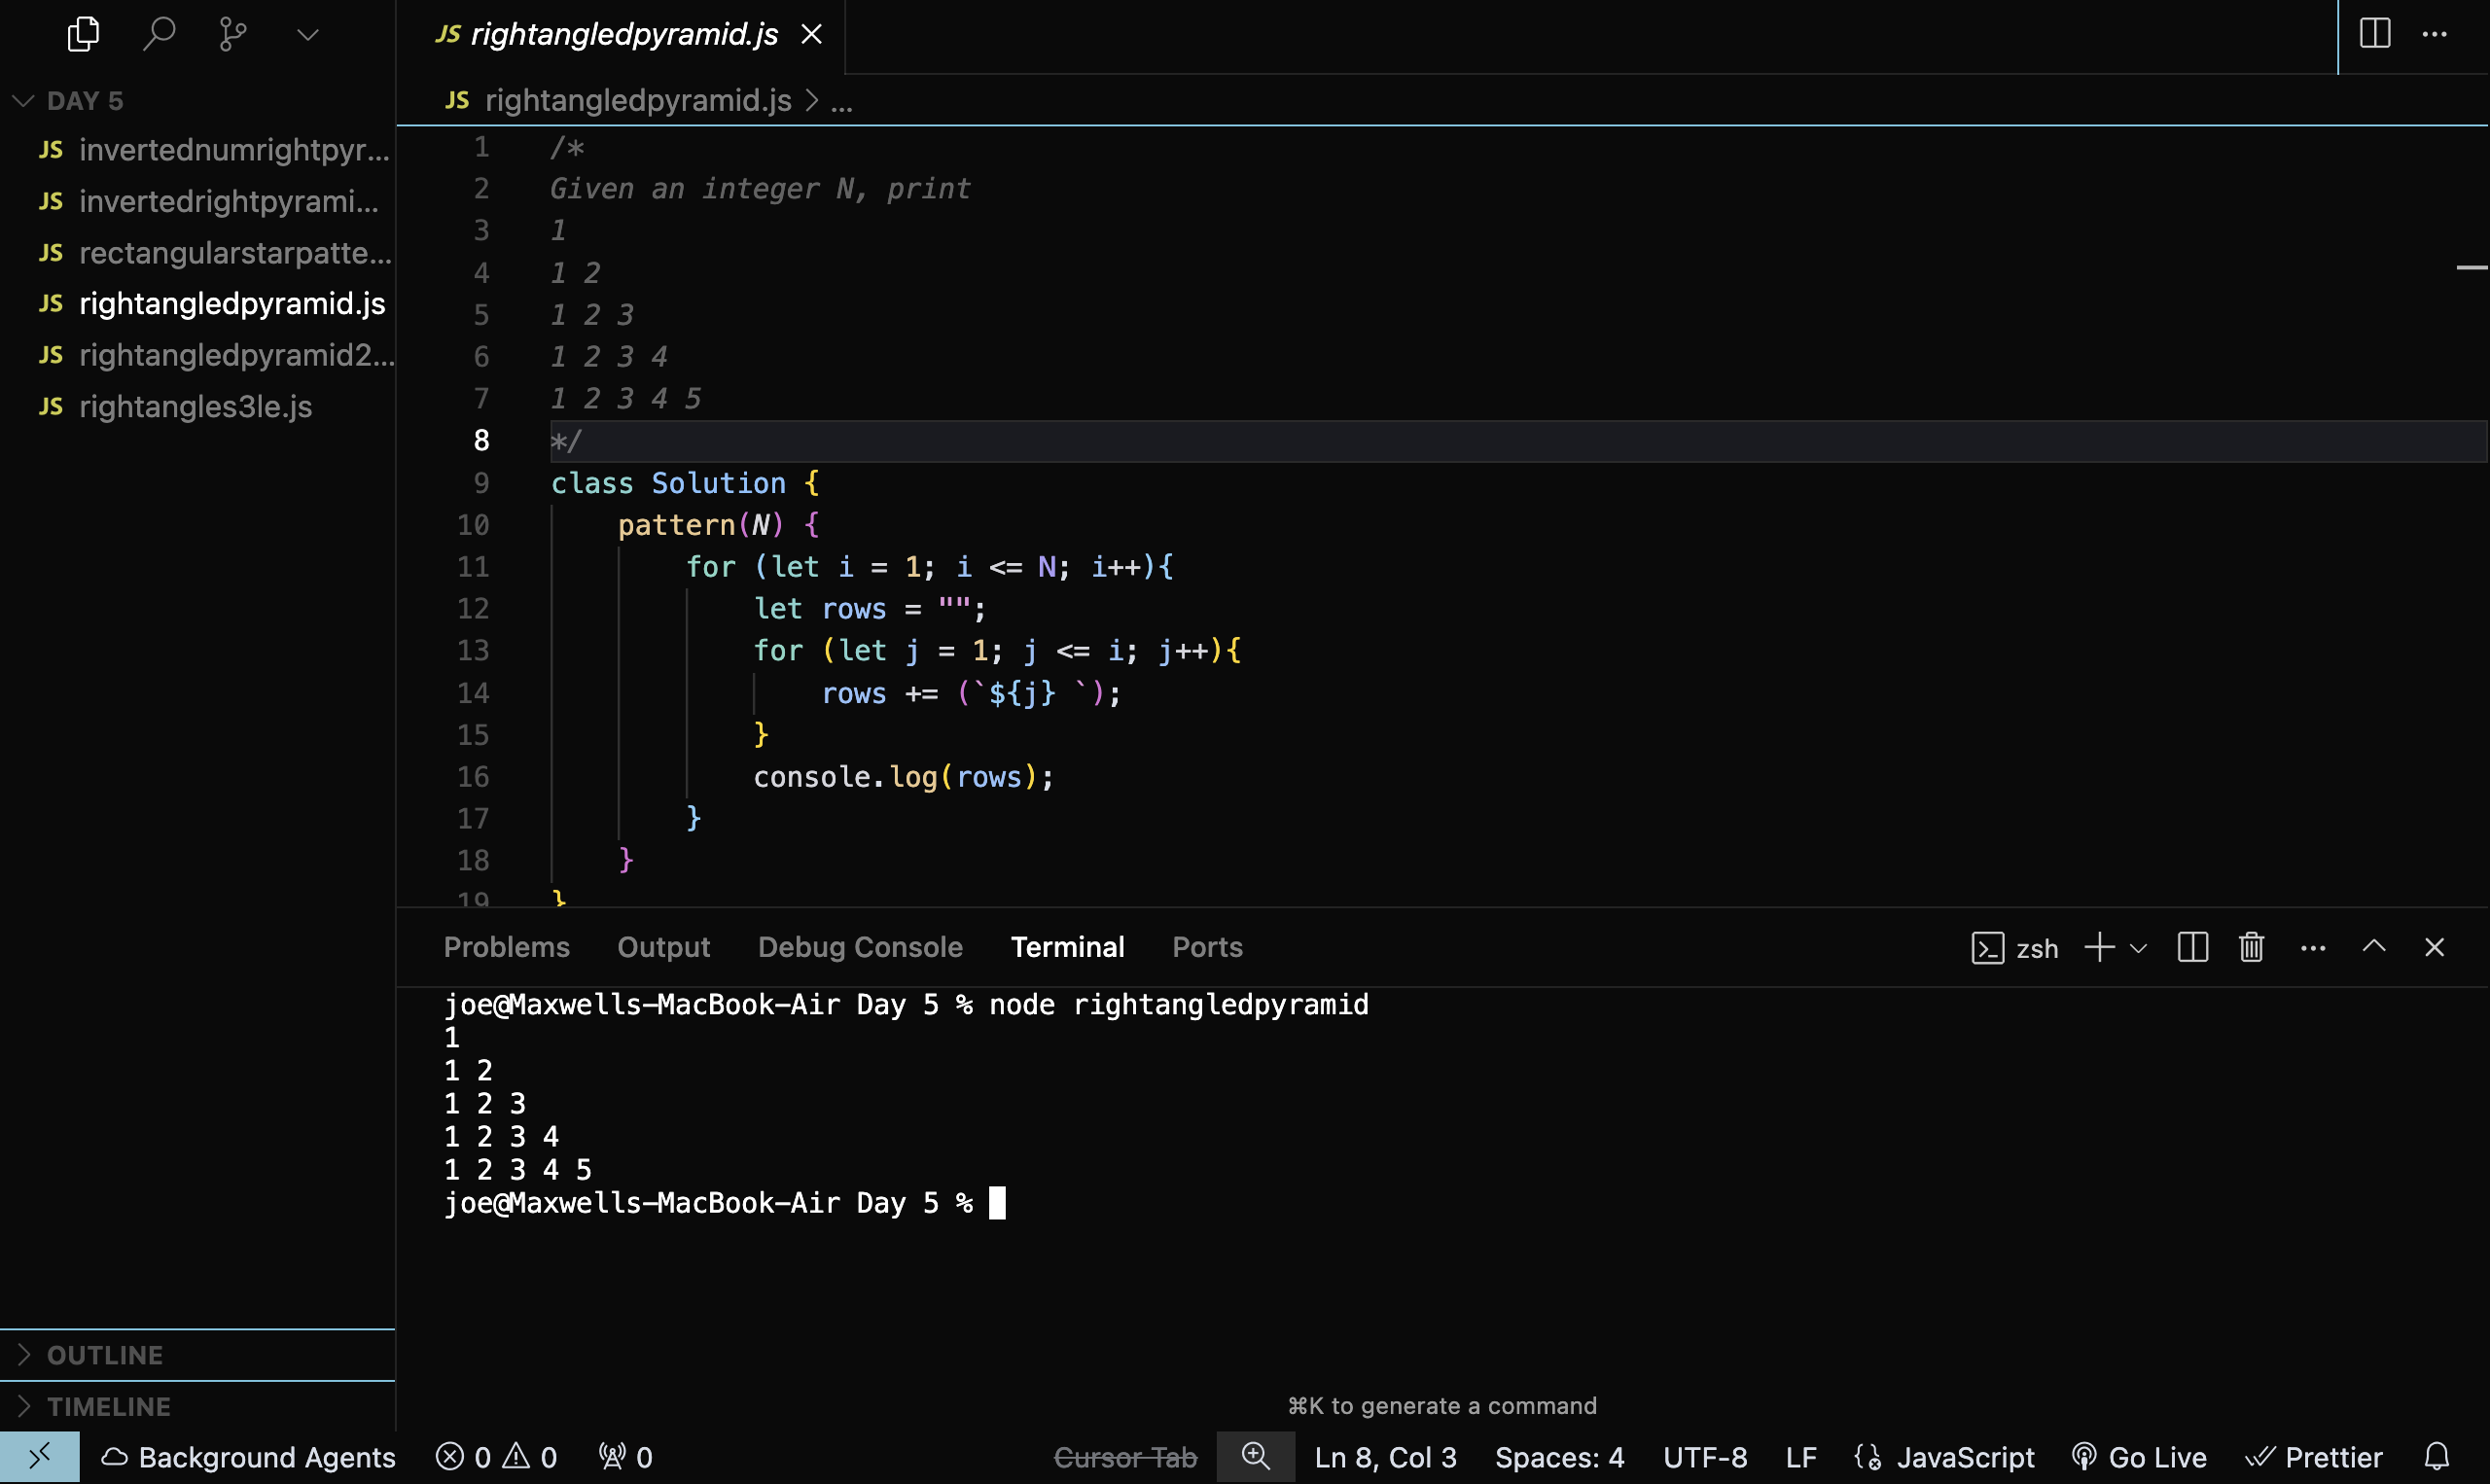 JS rightangledpyramid.js
DAY 5
JS invertednumrightpyr...
JS invertedrightpyrami...
JS rectangularstarpatte...
JS rightangledpyramid.js
JS rightangledpyramid2...
JS rightangles3le.js
OUTLINE
TIMELINE
JS rightangledpyramid.js > ...
1 /*
2 Given an integer N, print
3 1
4 1 2
5 1 2 3
6 1 2 3 4
7 1 2 3 4 5
8 */
9 class Solution {
10     pattern(N) {
11         for (let i = 1; i <= N; i++){
12             let rows = "";
13             for (let j = 1; j <= i; j++){
14                 rows += (`${j} `);
15             }
16             console.log(rows);
17         }
18     }
19 }
Problems Output Debug Console Terminal Ports zsh
joe@Maxwells-MacBook-Air Day 5 % node rightangledpyramid
1
1 2
1 2 3
1 2 3 4
1 2 3 4 5
joe@Maxwells-MacBook-Air Day 5 %
⌘K to generate a command
Background Agents 0 0 0 Cursor Tab Ln 8, Col 3 Spaces: 4 UTF-8 LF JavaScript Go Live Prettier